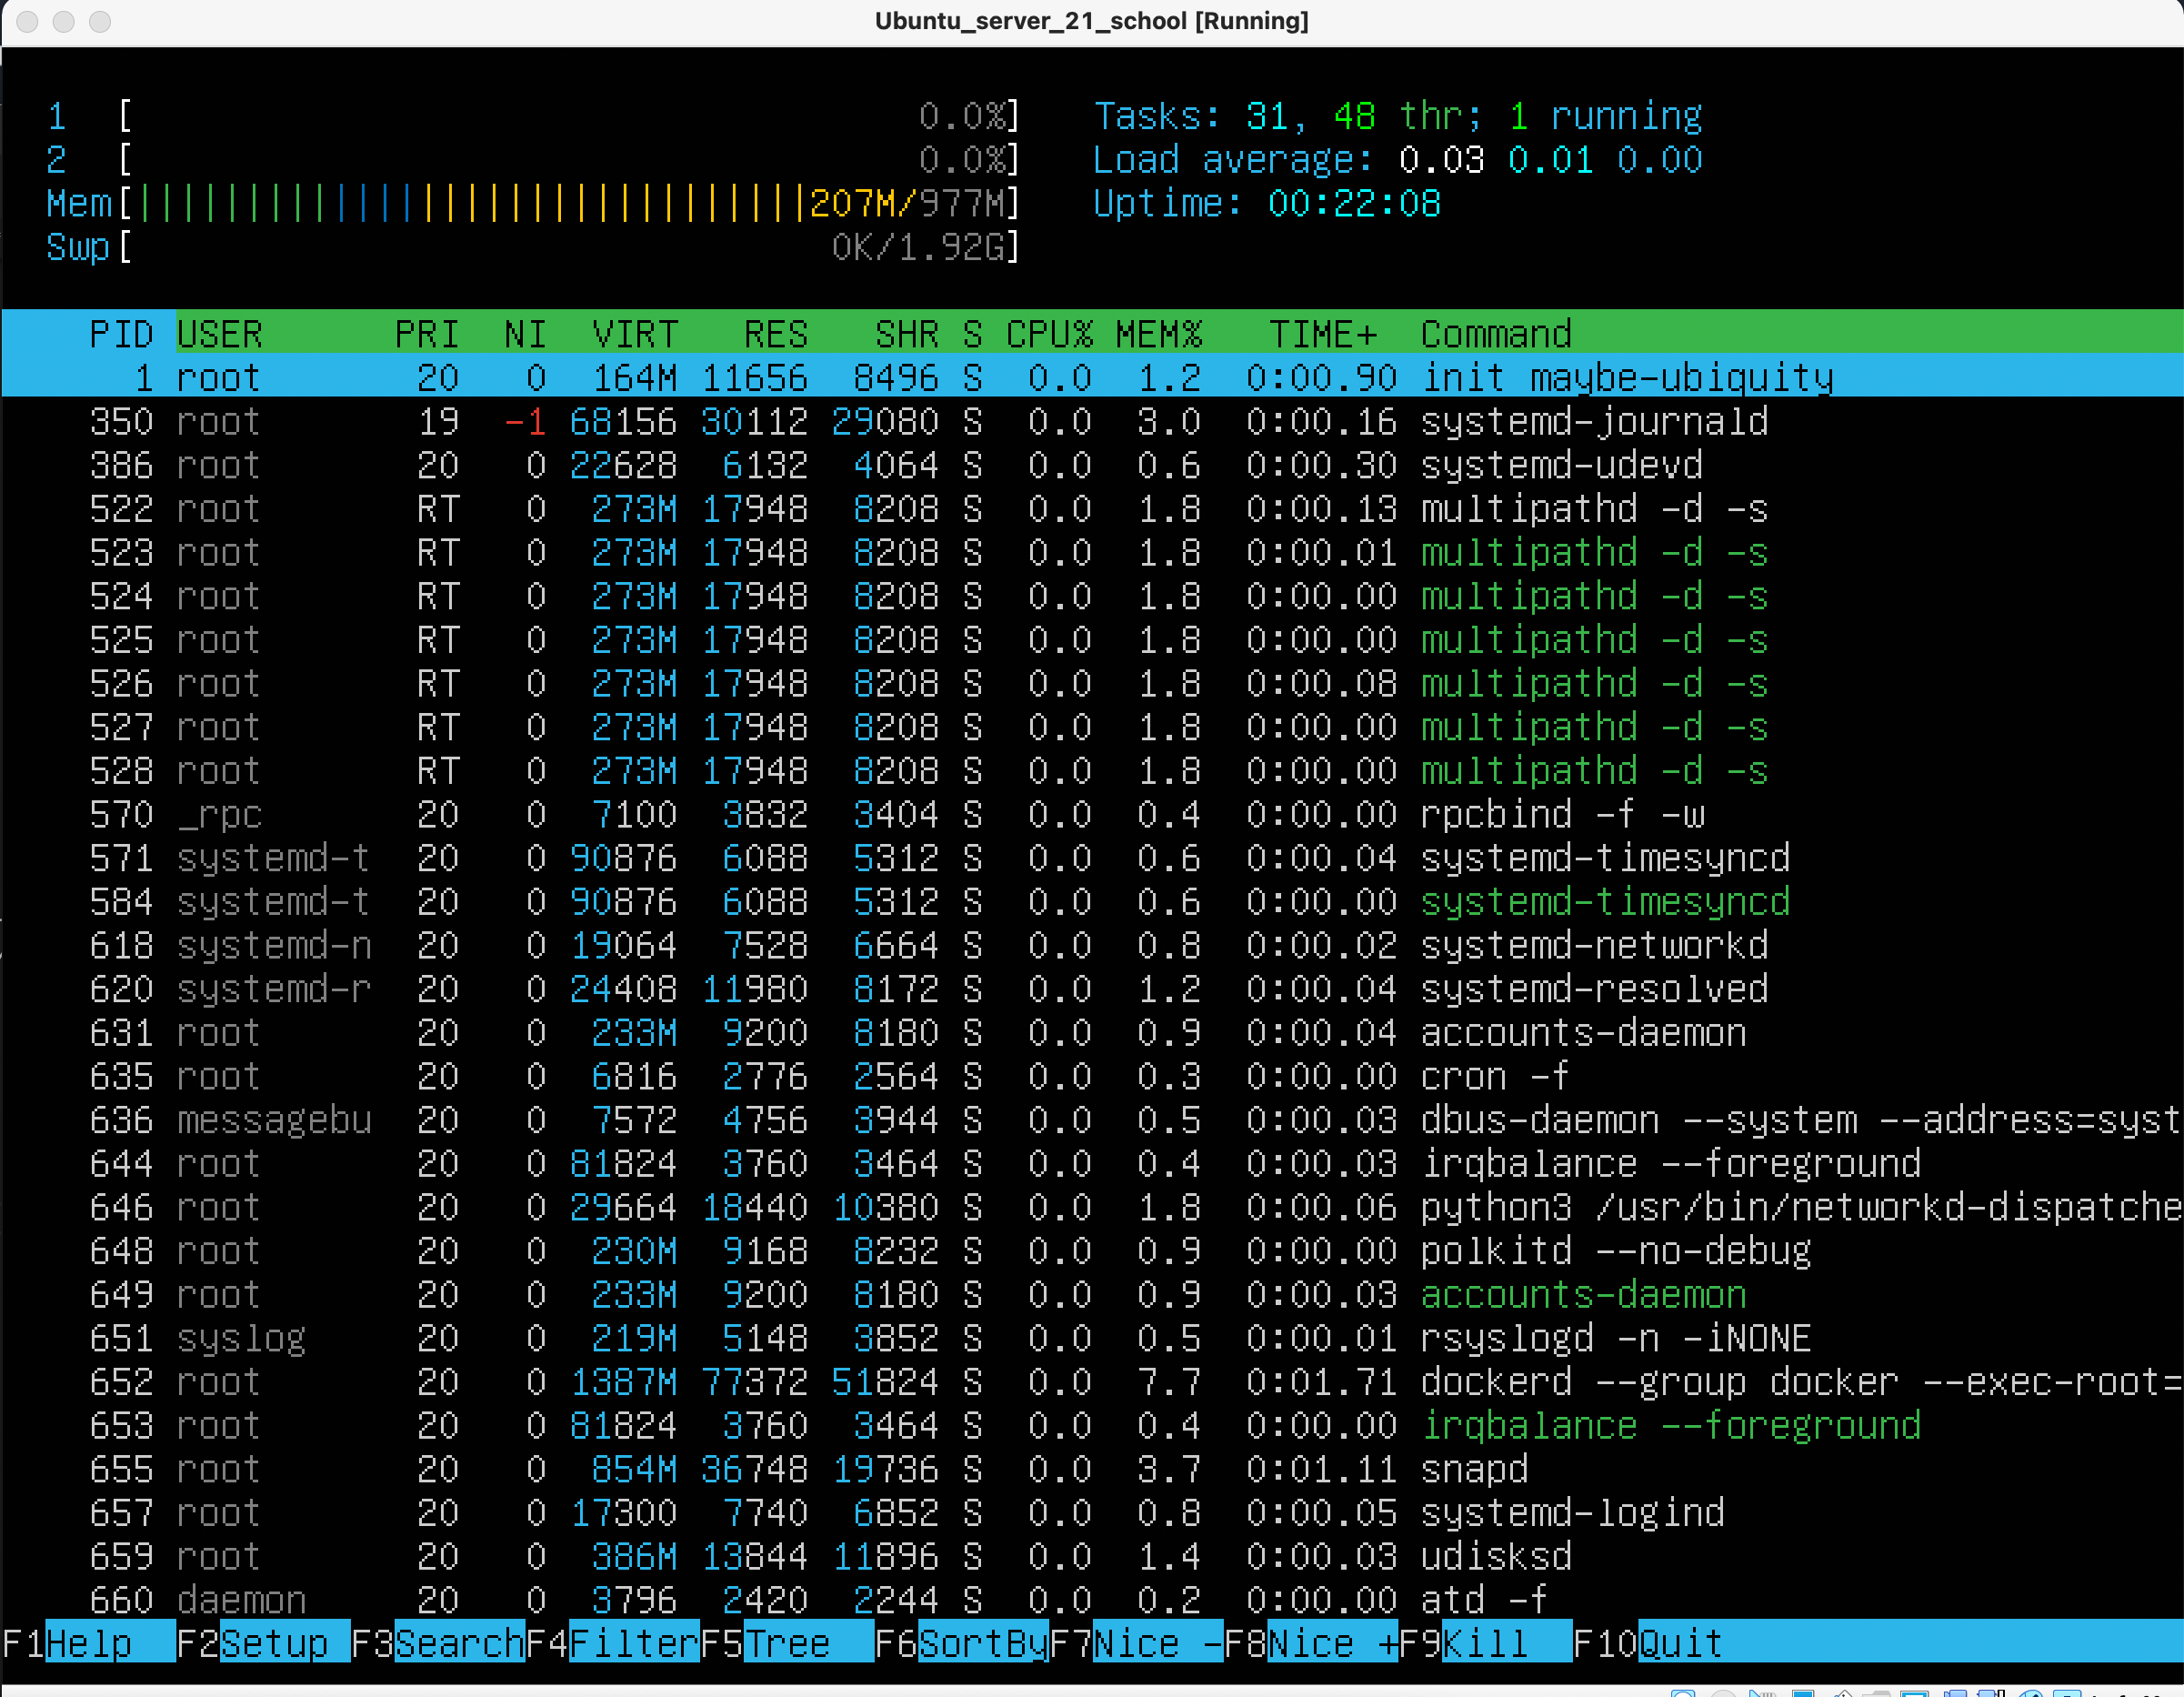 Ubuntu_server_21_school [Running]
1 [ 0.0%] Tasks: 31, 48 thr; 1 running
2 [ 0.0%] Load average: 0.03 0.01 0.00
Mem[||||||||||||||||||||||||||||||||207M/977M] Uptime: 00:22:08
Swp[ 0K/1.92G]
PID USER PRI NI VIRT RES SHR S CPU% MEM% TIME+ Command
1 root 20 0 164M 11656 8496 S 0.0 1.2 0:00.90 init maybe-ubiquity
350 root 19 -1 68156 30112 29080 S 0.0 3.0 0:00.16 systemd-journald
386 root 20 0 22628 6132 4064 S 0.0 0.6 0:00.30 systemd-udevd
522 root RT 0 273M 17948 8208 S 0.0 1.8 0:00.13 multipathd -d -s
523 root RT 0 273M 17948 8208 S 0.0 1.8 0:00.01 multipathd -d -s
524 root RT 0 273M 17948 8208 S 0.0 1.8 0:00.00 multipathd -d -s
525 root RT 0 273M 17948 8208 S 0.0 1.8 0:00.00 multipathd -d -s
526 root RT 0 273M 17948 8208 S 0.0 1.8 0:00.08 multipathd -d -s
527 root RT 0 273M 17948 8208 S 0.0 1.8 0:00.00 multipathd -d -s
528 root RT 0 273M 17948 8208 S 0.0 1.8 0:00.00 multipathd -d -s
570 _rpc 20 0 7100 3832 3404 S 0.0 0.4 0:00.00 rpcbind -f -w
571 systemd-t 20 0 90876 6088 5312 S 0.0 0.6 0:00.04 systemd-timesyncd
584 systemd-t 20 0 90876 6088 5312 S 0.0 0.6 0:00.00 systemd-timesyncd
618 systemd-n 20 0 19064 7528 6664 S 0.0 0.8 0:00.02 systemd-networkd
620 systemd-r 20 0 24408 11980 8172 S 0.0 1.2 0:00.04 systemd-resolved
631 root 20 0 233M 9200 8180 S 0.0 0.9 0:00.04 accounts-daemon
635 root 20 0 6816 2776 2564 S 0.0 0.3 0:00.00 cron -f
636 messagebu 20 0 7572 4756 3944 S 0.0 0.5 0:00.03 dbus-daemon --system --address=syst
644 root 20 0 81824 3760 3464 S 0.0 0.4 0:00.03 irqbalance --foreground
646 root 20 0 29664 18440 10380 S 0.0 1.8 0:00.06 python3 /usr/bin/networkd-dispatche
648 root 20 0 230M 9168 8232 S 0.0 0.9 0:00.00 polkitd --no-debug
649 root 20 0 233M 9200 8180 S 0.0 0.9 0:00.03 accounts-daemon
651 syslog 20 0 219M 5148 3852 S 0.0 0.5 0:00.01 rsyslogd -n -iNONE
652 root 20 0 1387M 77372 51824 S 0.0 7.7 0:01.71 dockerd --group docker --exec-root=
653 root 20 0 81824 3760 3464 S 0.0 0.4 0:00.00 irqbalance --foreground
655 root 20 0 854M 36748 19736 S 0.0 3.7 0:01.11 snapd
657 root 20 0 17300 7740 6852 S 0.0 0.8 0:00.05 systemd-logind
659 root 20 0 386M 13844 11896 S 0.0 1.4 0:00.03 udisksd
660 daemon 20 0 3796 2420 2244 S 0.0 0.2 0:00.00 atd -f
F1Help F2Setup F3SearchF4FilterF5Tree F6SortByF7Nice -F8Nice +F9Kill F10Quit